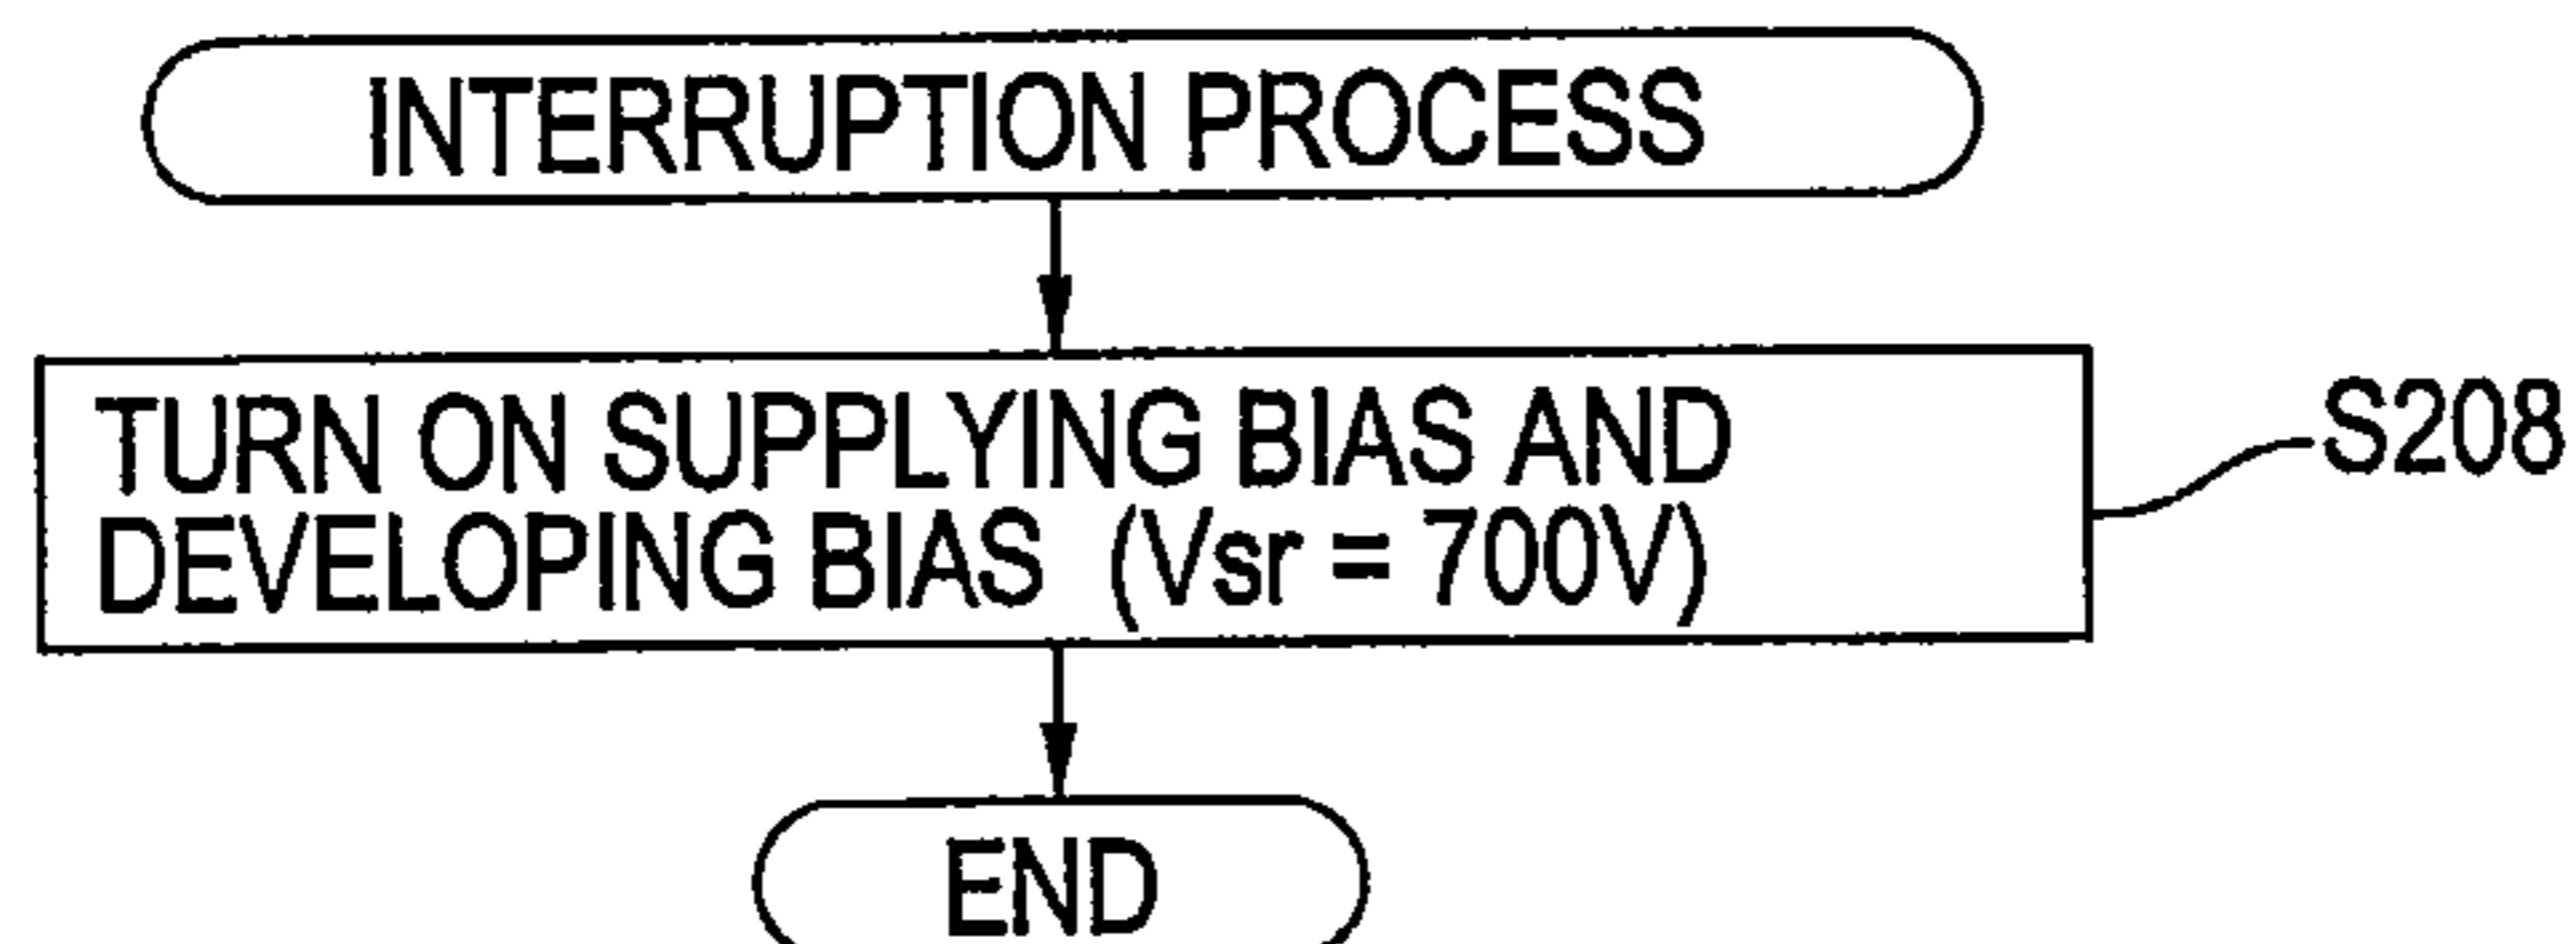 INTERRUPTION PROCESS
TURN ON SUPPLYING BIAS AND
DEVELOPING BIAS (Vsr = 700V)
S208
END